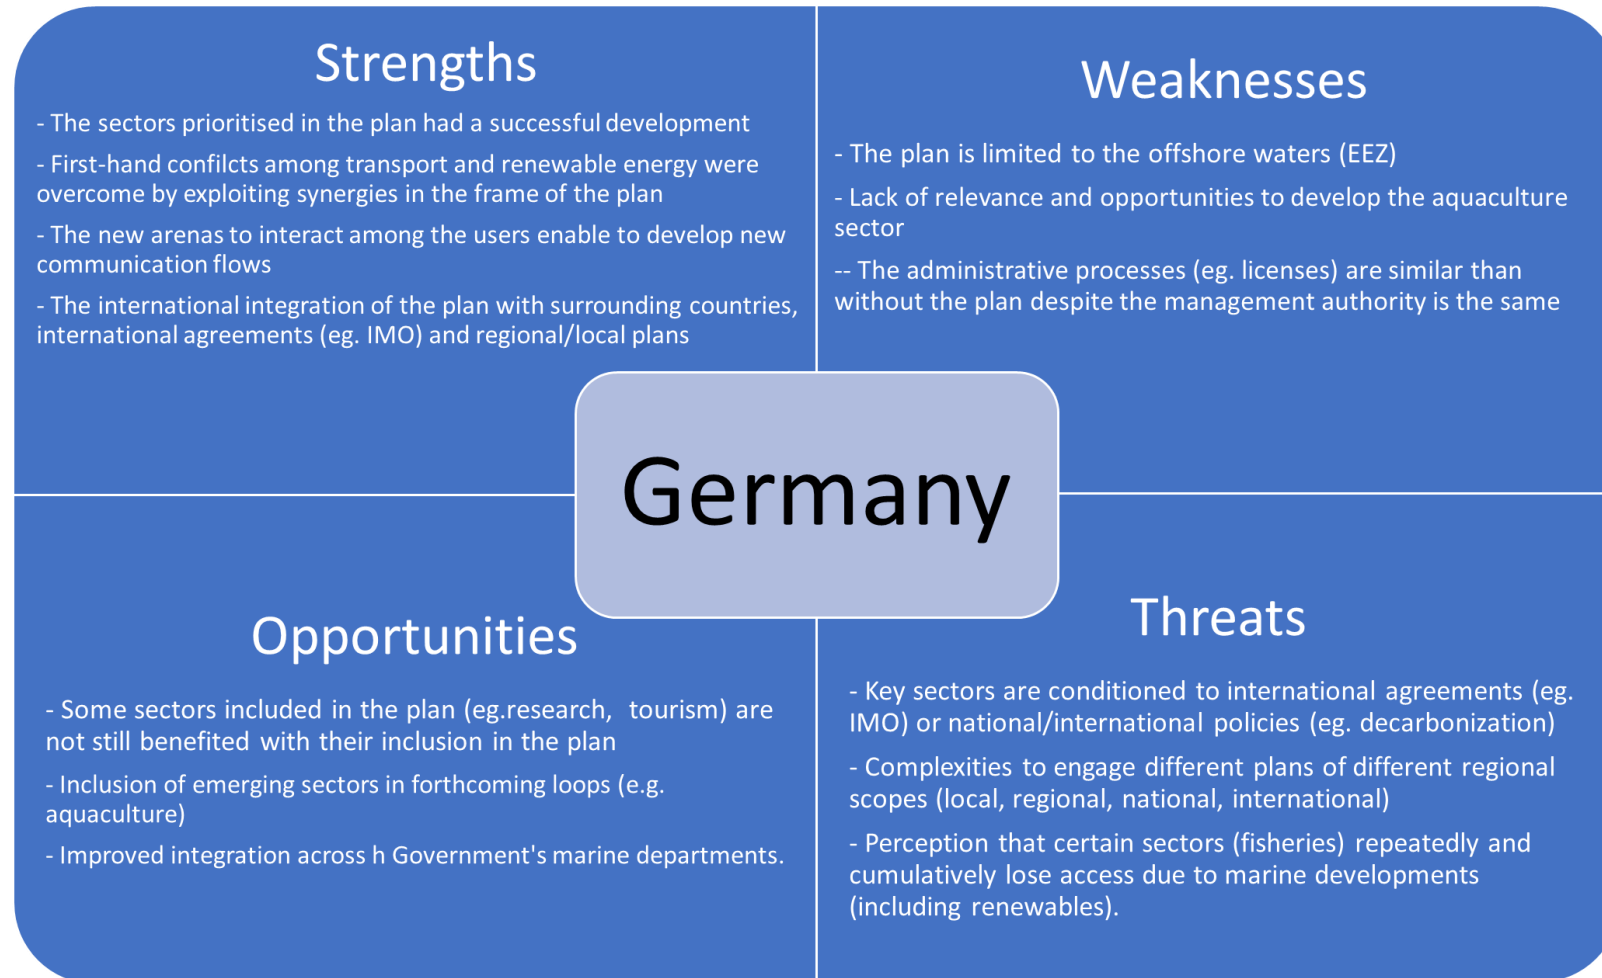 Strengths
- The sectors prioritised in the plan had a successful development
- First-hand confilcts among transport and renewable energy were
overcome by exploiting synergies in the frame of the plan
- The new arenas to interact among the users enable to develop new
communication flows
- The international integration of the plan with surrounding countries,
international agreements (eg. IMO) and regional/local plans
Weaknesses
- The plan is limited to the offshore waters (EEZ)
- Lack of relevance and opportunities to develop the aquaculture
sector
-- The administrative processes (eg. licenses) are similar than
without the plan despite the management authority is the same
Germany
Opportunities
- Some sectors included in the plan (eg.research, tourism) are
not still benefited with their inclusion in the plan
- Inclusion of emerging sectors in forthcoming loops (e.g.
aquaculture)
- Improved integration across h Government's marine departments.
Threats
- Key sectors are conditioned to international agreements (eg.
IMO) or national/international policies (eg. decarbonization)
- Complexities to engage different plans of different regional
scopes (local, regional, national, international)
- Perception that certain sectors (fisheries) repeatedly and
cumulatively lose access due to marine developments
(including renewables).